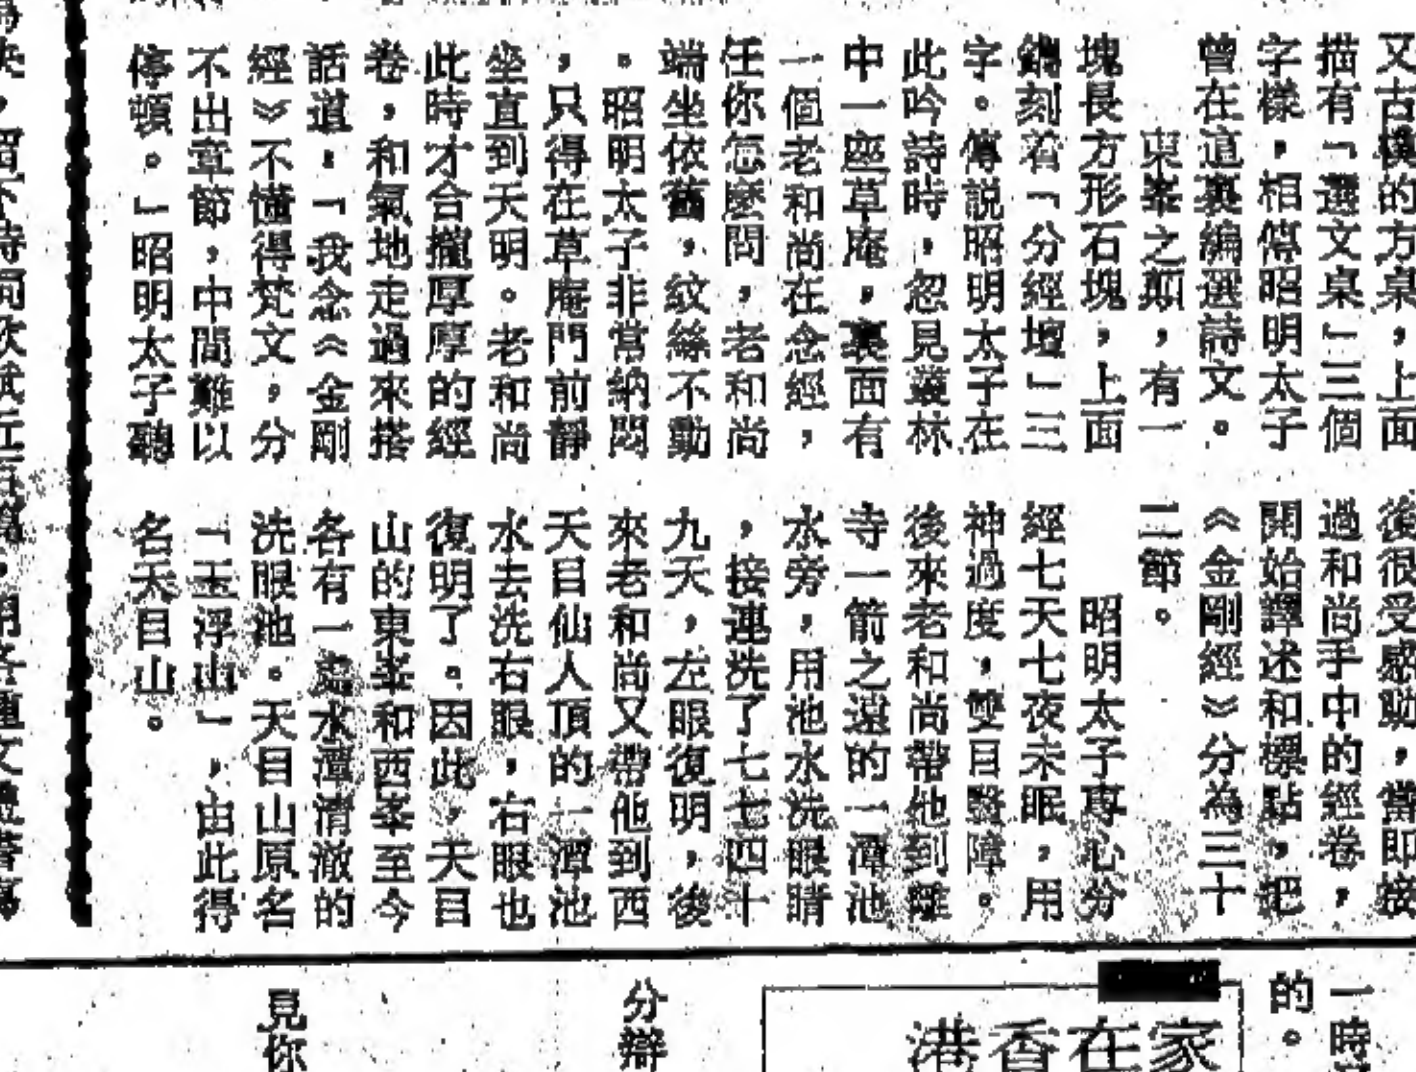 又古樸的方桌，上面
描有「選文桌」三個
字樣，相傳昭明太子
曾在這裏編選詩文。
東峯之巔，有一
塊長方形石塊，上面
鐫刻着「分經壇」三
字。傳説昭明太子在
此吟詩時，忽見叢林
中一座草庵，裏面有
一個老和尚在念經，
任你怎麼問，老和尚
端坐依舊，紋絲不動
。昭明太子非常納悶
，只得在草庵門前靜
坐直到天明。老和尚
此時才合攏厚厚的經
卷，和氣地走過來搭
話道：「我念《金剛
經》不懂得梵文，分
不出章節，中間難以
停頓。」昭明太子聽
後很受感動，當即接
過和尚手中的經卷，
開始譯述和標點，把
《金剛經》分為三十
二節。
昭明太子專心分
經七天七夜未眠，用
神過度，雙目翳障。
後來老和尚帶他到離
寺一箭之遠的一潭池
水旁，用池水洗眼睛
，接連洗了七七四十
九天，左眼復明，後
來老和尚又帶他到西
天目仙人頂的一潭池
水去洗右眼，右眼也
復明了。因此，天目
山的東峯和西峯至今
各有一處水潭清澈的
洗眼池。天目山原名
「玉浮山」，由此得
名天目山。
一時
的。
家在香港
分辯
見你